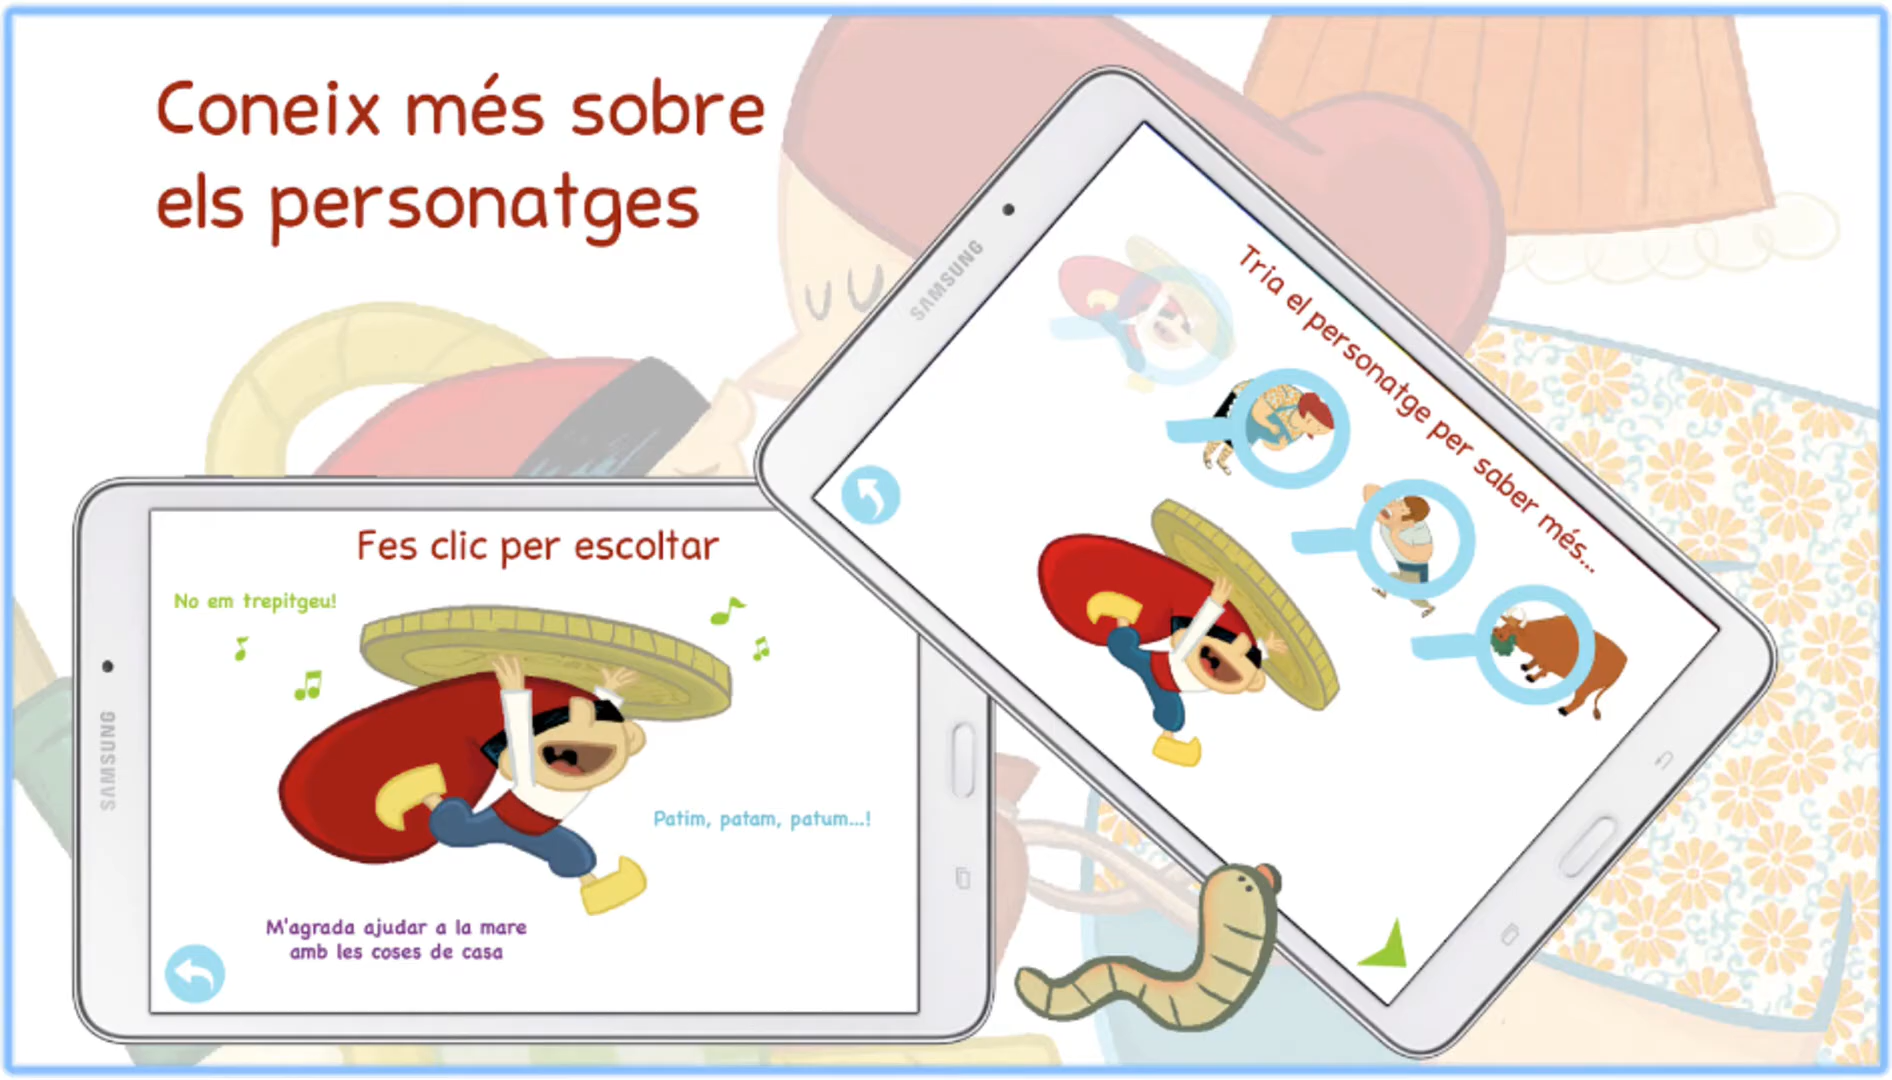 Coneix més sobre
els personatges
SAMSUNG
Tria el personatge per saber més...
SAMSUNG
Fes clic per escoltar
No em trepitgeu!
Patim, patam, patum...!
M'agrada ajudar a la mare
amb les coses de casa